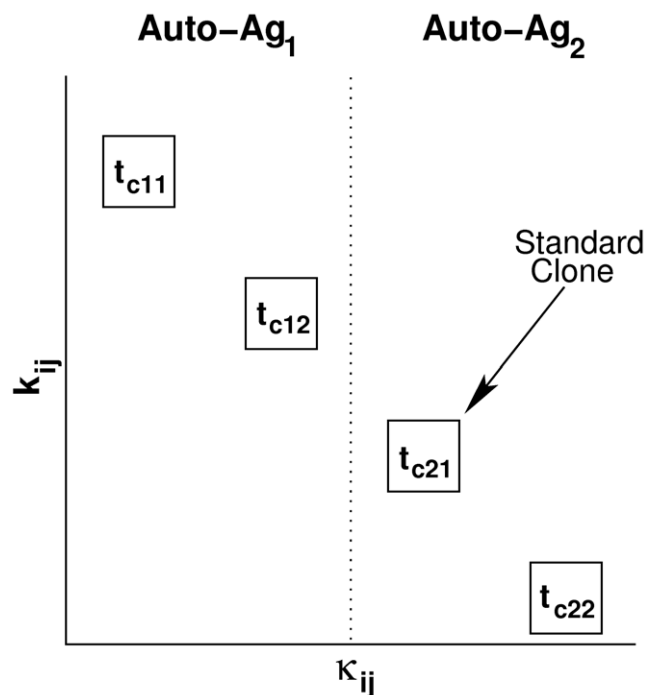 Auto–Ag1 Auto–Ag2
tc11
Standard
Clone
tc12
kij
tc21
tc22
κij